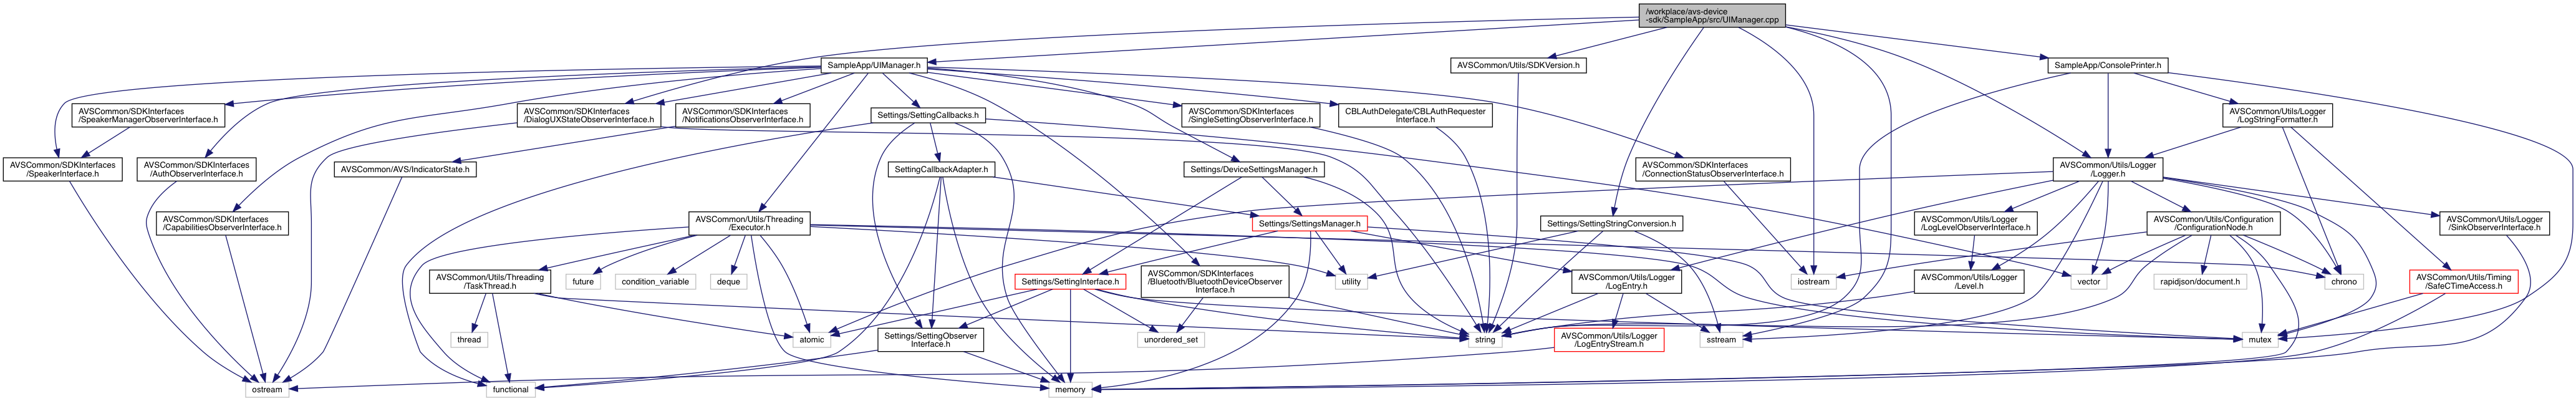 /workplace/avs-device
-sdk/SampleApp/src/UIManager.cpp
SampleApp/UIManager.h
AVSCommon/Utils/SDKVersion.h
SampleApp/ConsolePrinter.h
AVSCommon/SDKInterfaces
/SpeakerManagerObserverInterface.h
AVSCommon/SDKInterfaces
/DialogUXStateObserverInterface.h
AVSCommon/SDKInterfaces
/NotificationsObserverInterface.h
Settings/SettingCallbacks.h
AVSCommon/SDKInterfaces
/SingleSettingObserverInterface.h
CBLAuthDelegate/CBLAuthRequester
Interface.h
AVSCommon/Utils/Logger
/LogStringFormatter.h
AVSCommon/SDKInterfaces
/SpeakerInterface.h
AVSCommon/SDKInterfaces
/AuthObserverInterface.h
AVSCommon/AVS/IndicatorState.h
SettingCallbackAdapter.h
Settings/DeviceSettingsManager.h
AVSCommon/SDKInterfaces
/ConnectionStatusObserverInterface.h
AVSCommon/Utils/Logger
/Logger.h
AVSCommon/SDKInterfaces
/CapabilitiesObserverInterface.h
AVSCommon/Utils/Threading
/Executor.h
Settings/SettingsManager.h
Settings/SettingStringConversion.h
AVSCommon/Utils/Logger
/LogLevelObserverInterface.h
AVSCommon/Utils/Configuration
/ConfigurationNode.h
AVSCommon/Utils/Logger
/SinkObserverInterface.h
AVSCommon/Utils/Threading
/TaskThread.h
future
condition_variable
deque
Settings/SettingInterface.h
AVSCommon/SDKInterfaces
/Bluetooth/BluetoothDeviceObserver
Interface.h
utility
AVSCommon/Utils/Logger
/LogEntry.h
iostream
AVSCommon/Utils/Logger
/Level.h
vector
rapidjson/document.h
chrono
AVSCommon/Utils/Timing
/SafeCTimeAccess.h
thread
atomic
Settings/SettingObserver
Interface.h
unordered_set
string
AVSCommon/Utils/Logger
/LogEntryStream.h
sstream
mutex
ostream
functional
memory